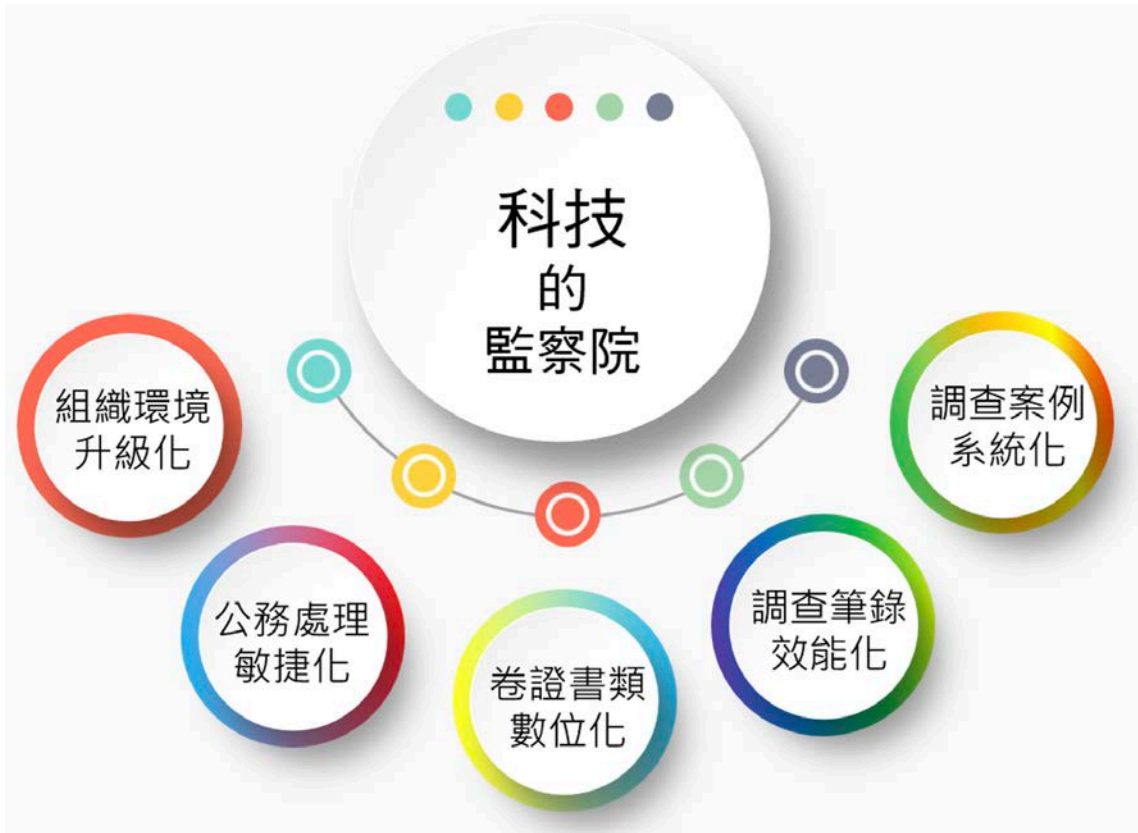 科技
的
監察院
組織環境
升級化
公務處理
敏捷化
卷證書類
數位化
調查筆錄
效能化
調查案例
系統化